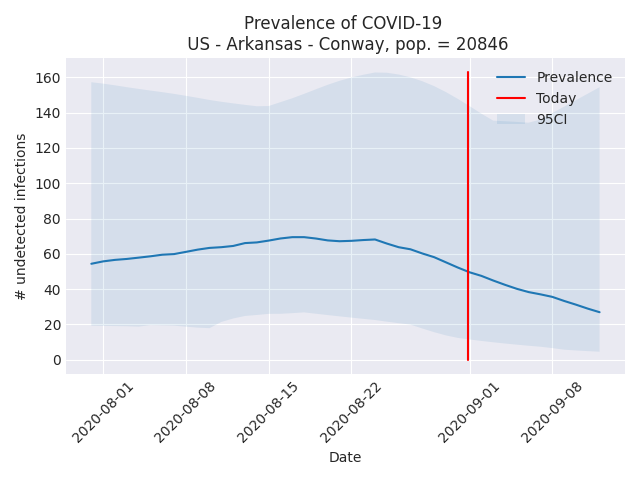 Prevalence of COVID-19
US - Arkansas - Conway, pop. = 20846
# undetected infections
160
140
120
100
80
60
40
20
0
Prevalence
Today
95CI
2020-08-01
2020-08-08
2020-08-15
2020-08-22
2020-09-01
2020-09-08
Date